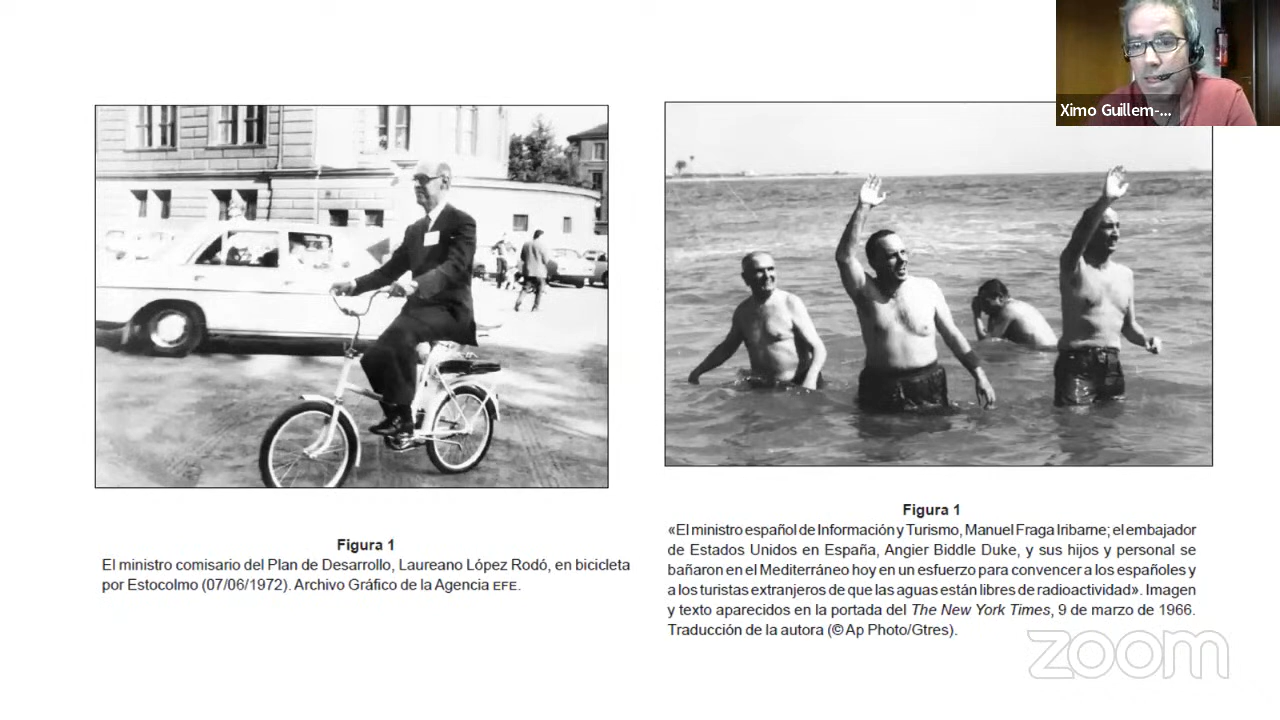 Ximo Guillem-...
Figura 1
El ministro comisario del Plan de Desarrollo, Laureano López Rodó, en bicicleta
por Estocolmo (07/06/1972). Archivo Gráfico de la Agencia EFE.
Figura 1
«El ministro español de Información y Turismo, Manuel Fraga Iribarne; el embajador
de Estados Unidos en España, Angier Biddle Duke, y sus hijos y personal se
bañaron en el Mediterráneo hoy en un esfuerzo para convencer a los españoles y
a los turistas extranjeros de que las aguas están libres de radioactividad». Imagen
y texto aparecidos en la portada del The New York Times, 9 de marzo de 1966.
Traducción de la autora (© Ap Photo/Gtres).
zoom